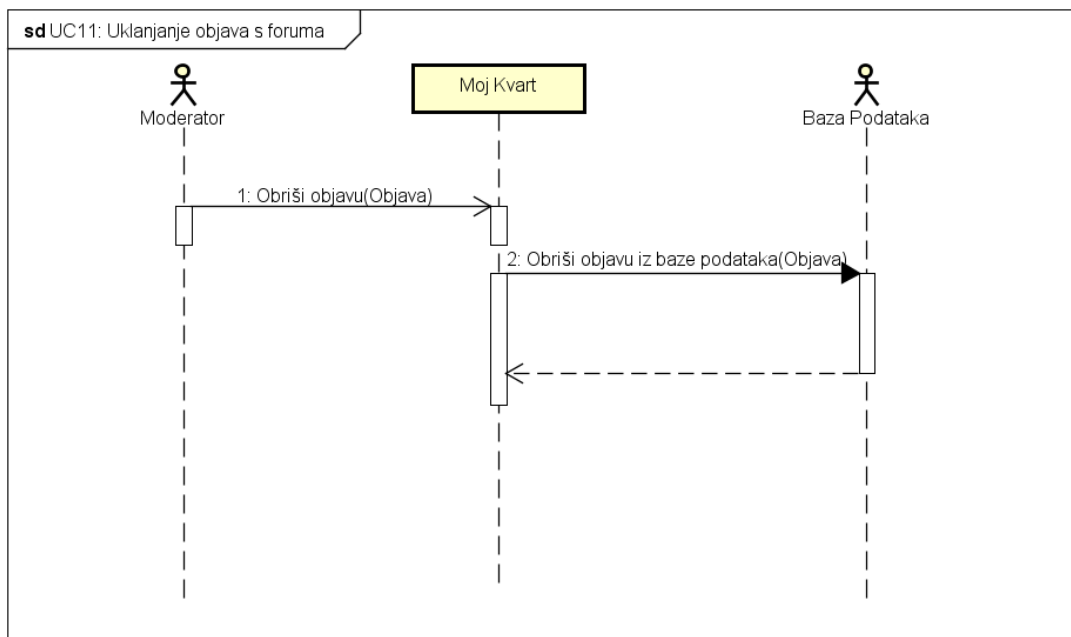 sd UC11: Uklanjanje objava s foruma
Moderator
Moj Kvart
Baza Podataka
1: Obriši objavu(Objava)
2: Obriši objavu iz baze podataka(Objava)